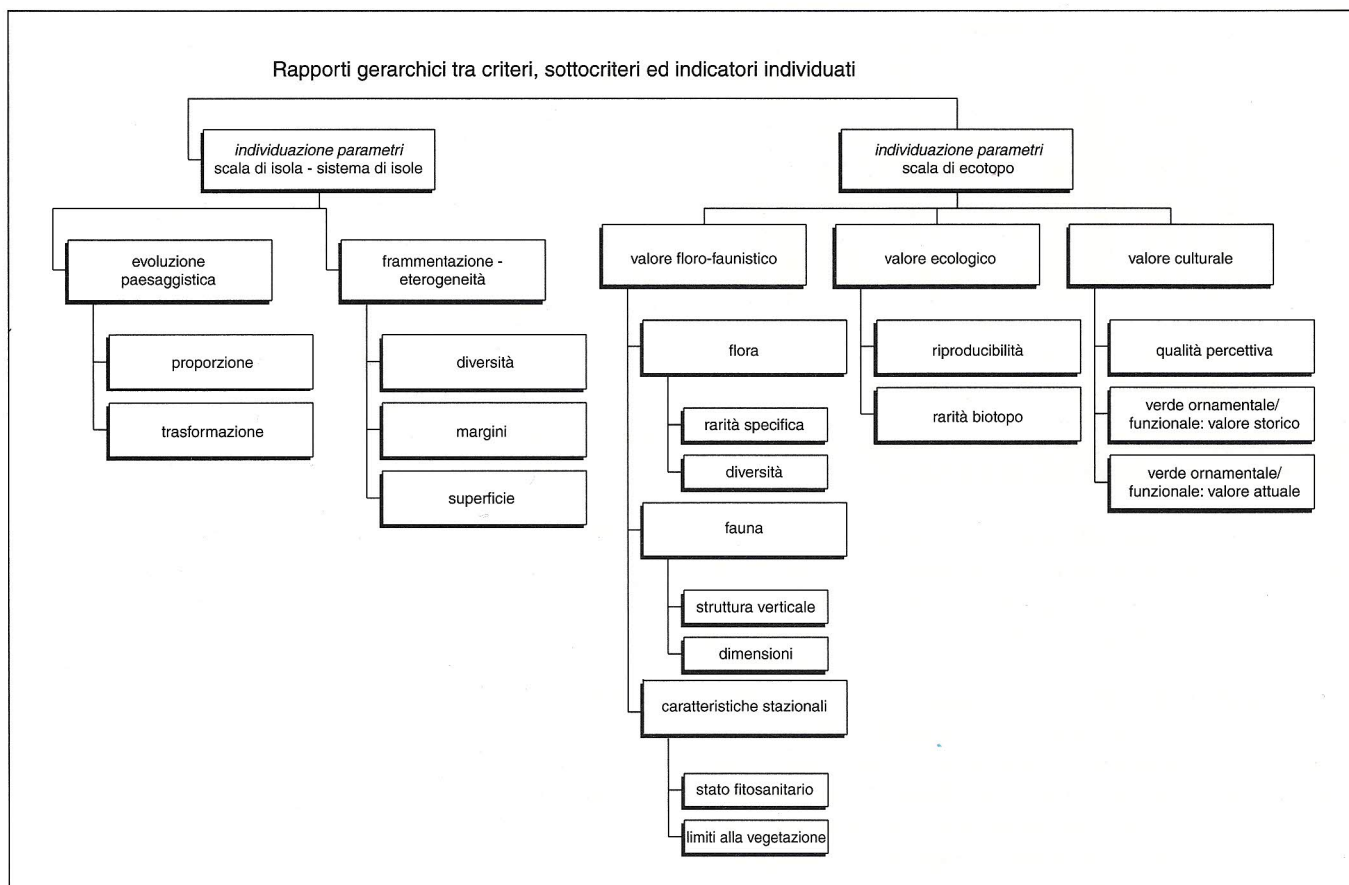 Rapporti gerarchici tra criteri, sottocriteri ed indicatori individuati
individuazione parametri
scala di isola - sistema di isole
individuazione parametri
scala di ecotopo
evoluzione
paesaggistica
proporzione
trasformazione
frammentazione -
eterogeneità
diversità
margini
superficie
valore floro-faunistico
flora
rarità specifica
diversità
fauna
struttura verticale
dimensioni
caratteristiche stazionali
stato fitosanitario
limiti alla vegetazione
valore ecologico
riproducibilità
rarità biotopo
valore culturale
qualità percettiva
verde ornamentale/
funzionale: valore storico
verde ornamentale/
funzionale: valore attuale